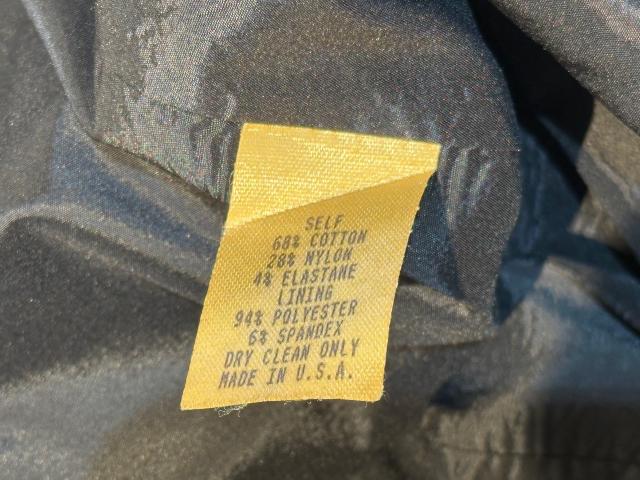 SELF
68% COTTON
28% NYLON
4% ELASTANE
LINING
94% POLYESTER
6% SPANDEX
DRY CLEAN ONLY
MADE IN U.S.A.